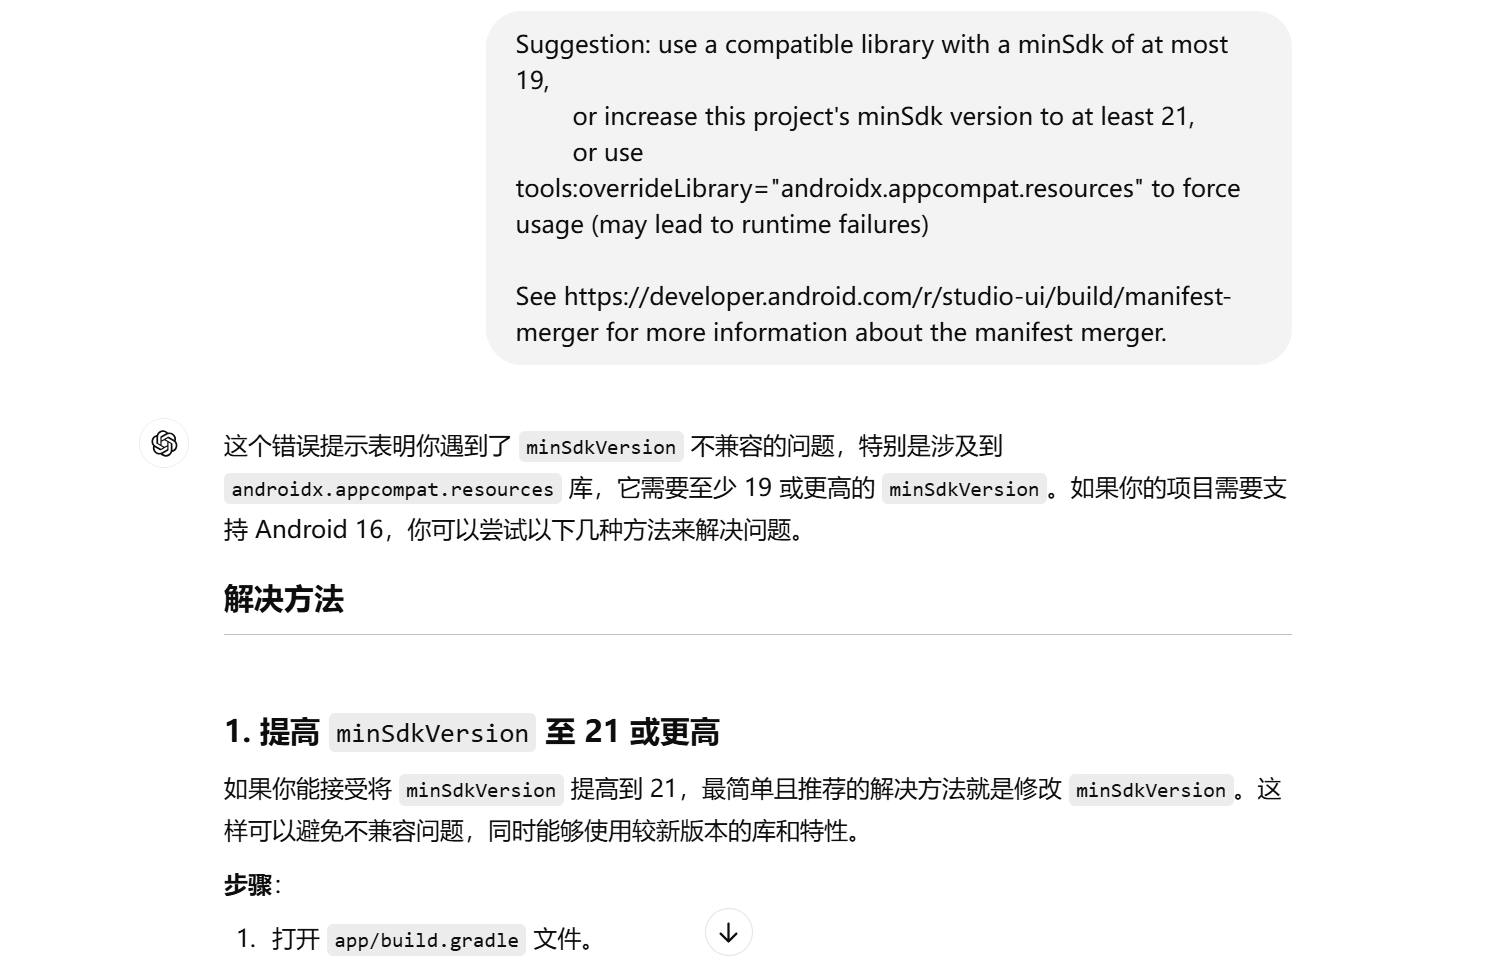 Suggestion: use a compatible library with a minSdk of at most
19,
or increase this project's minSdk version to at least 21,
or use
tools:overrideLibrary="androidx.appcompat.resources" to force
usage (may lead to runtime failures)
See https://developer.android.com/r/studio-ui/build/manifest-
merger for more information about the manifest merger.
这个错误提示表明你遇到了 minSdkVersion 不兼容的问题，特别是涉及到
androidx.appcompat.resources 库，它需要至少 19 或更高的 minSdkVersion。如果你的项目需要支
持 Android 16，你可以尝试以下几种方法来解决问题。
解决方法
1. 提高 minSdkVersion 至 21 或更高
如果你能接受将 minSdkVersion 提高到 21，最简单且推荐的解决方法就是修改 minSdkVersion。这
样可以避免不兼容问题，同时能够使用较新版本的库和特性。
步骤：
1. 打开 app/build.gradle 文件。